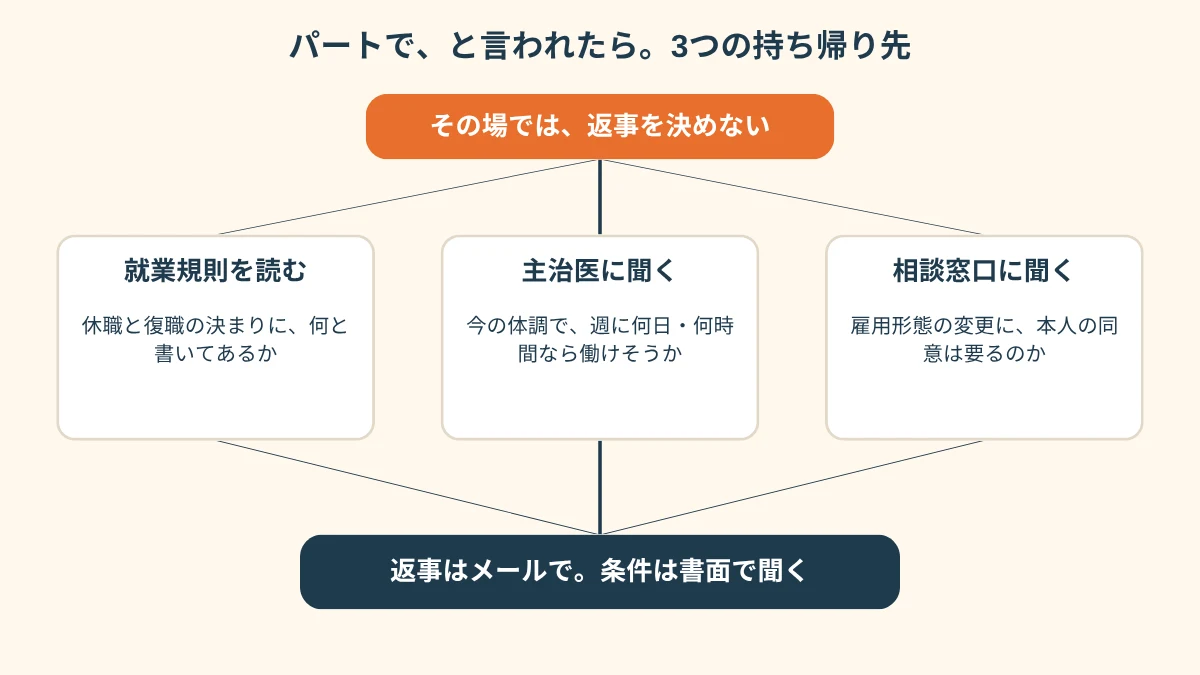 パートで、と言われたら。3つの持ち帰り先
その場では、返事を決めない
就業規則を読む
休職と復職の決まりに、何と
書いてあるか
主治医に聞く
今の体調で、週に何日・何時
間なら働けそうか
相談窓口に聞く
雇用形態の変更に、本人の同
意は要るのか
返事はメールで。条件は書面で聞く